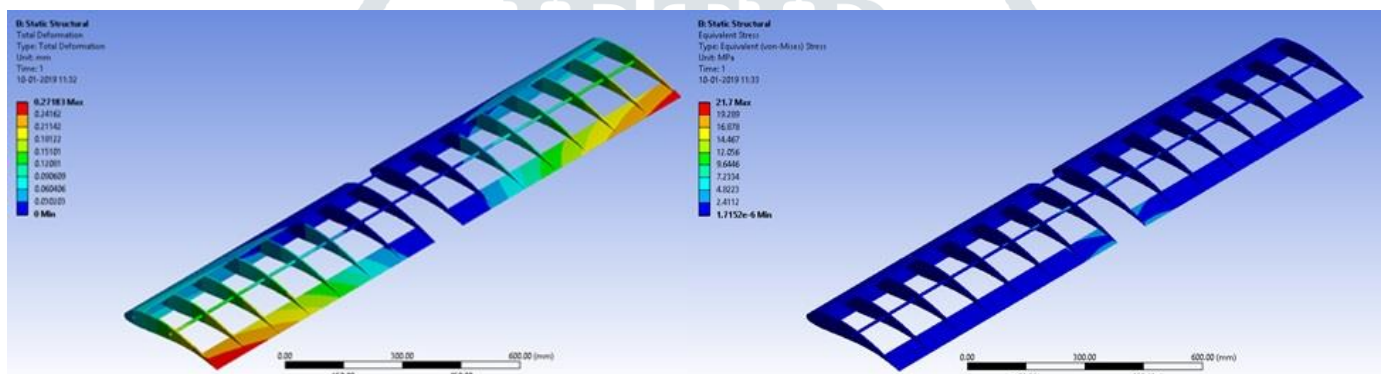 B: Static Structural
Total Deformation
Type: Total Deformation
Unit: mm
Time: 1
10-01-2019 11:32
0.27183 Max
0.24162
0.21142
0.18122
0.15101
0.12081
0.090609
0.060406
0.030203
0 Min
0.00
300.00
600.00 (mm)
B: Static Structural
Equivalent Stress
Type: Equivalent (von-Mises) Stress
Unit: MPa
Time: 1
10-01-2019 11:33
21.7 Max
19.289
16.878
14.467
12.056
9.6446
7.2334
4.8223
2.4112
1.7152e-6 Min
0.00
300.00
600.00 (mm)